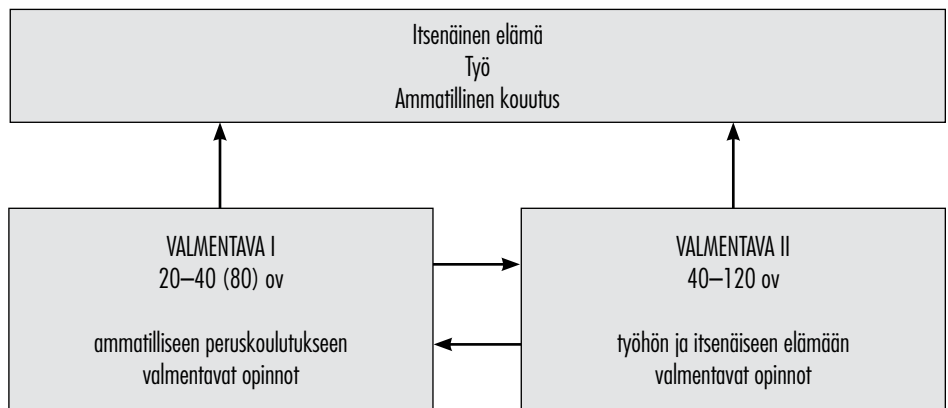 Itsenäinen elämä
Työ
Ammatillinen kouutus
VALMENTAVA I
20–40 (80) ov
ammatilliseen peruskoulutukseen
valmentavat opinnot
VALMENTAVA II
40–120 ov
työhön ja itsenäiseen elämään
valmentavat opinnot